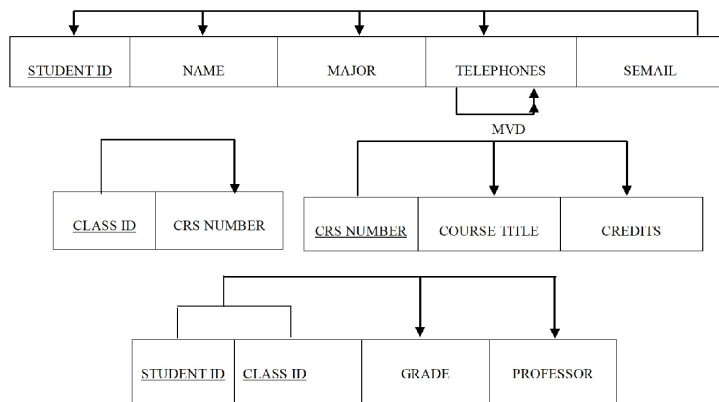 STUDENT ID NAME MAJOR TELEPHONES SEMAIL
MVD
CLASS ID CRS NUMBER
CRS NUMBER COURSE TITLE CREDITS
STUDENT ID CLASS ID GRADE PROFESSOR